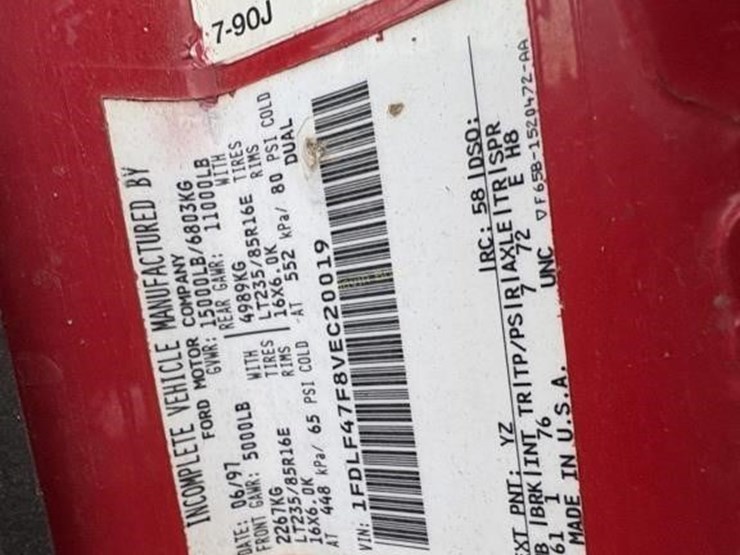 7-90J
INCOMPLETE VEHICLE MANUFACTURED BY
FORD MOTOR COMPANY
DATE: 06/97 GVWR: 15000LB/6803KG
FRONT GAWR: 5000LB REAR GAWR: 11000LB
2267KG WITH 4989KG WITH
LT235/85R16E TIRES LT235/85R16E TIRES
16X6.0K RIMS 16X6.0K RIMS
AT 448 kPa/ 65 PSI COLD AT 552 kPa/ 80 PSI COLD
DUAL
VIN: 1FDLF47F8VEC20019
EXT PNT: YZ RC: 58 DSO:
B |BRK|INT TR|TP/PS|R|AXLE|TR|SPR
61 1 76 7 72 E H8
MADE IN U.S.A. UNC ▽F65B-1520472-AA